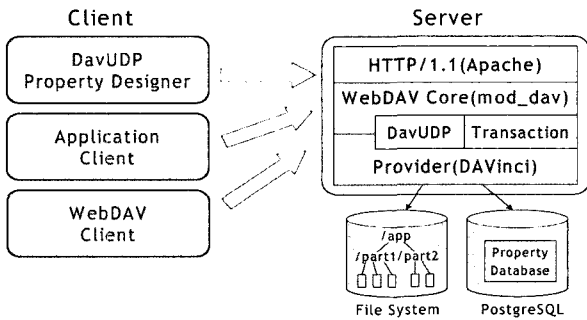 Client
Server
DavUDP
Property Designer
Application
Client
WebDAV
Client
HTTP/1.1(Apache)
WebDAV Core(mod_dav)
DavUDP
Transaction
Provider(DAVinci)
/app
/part1/part2
Property
Database
File System
PostgreSQL